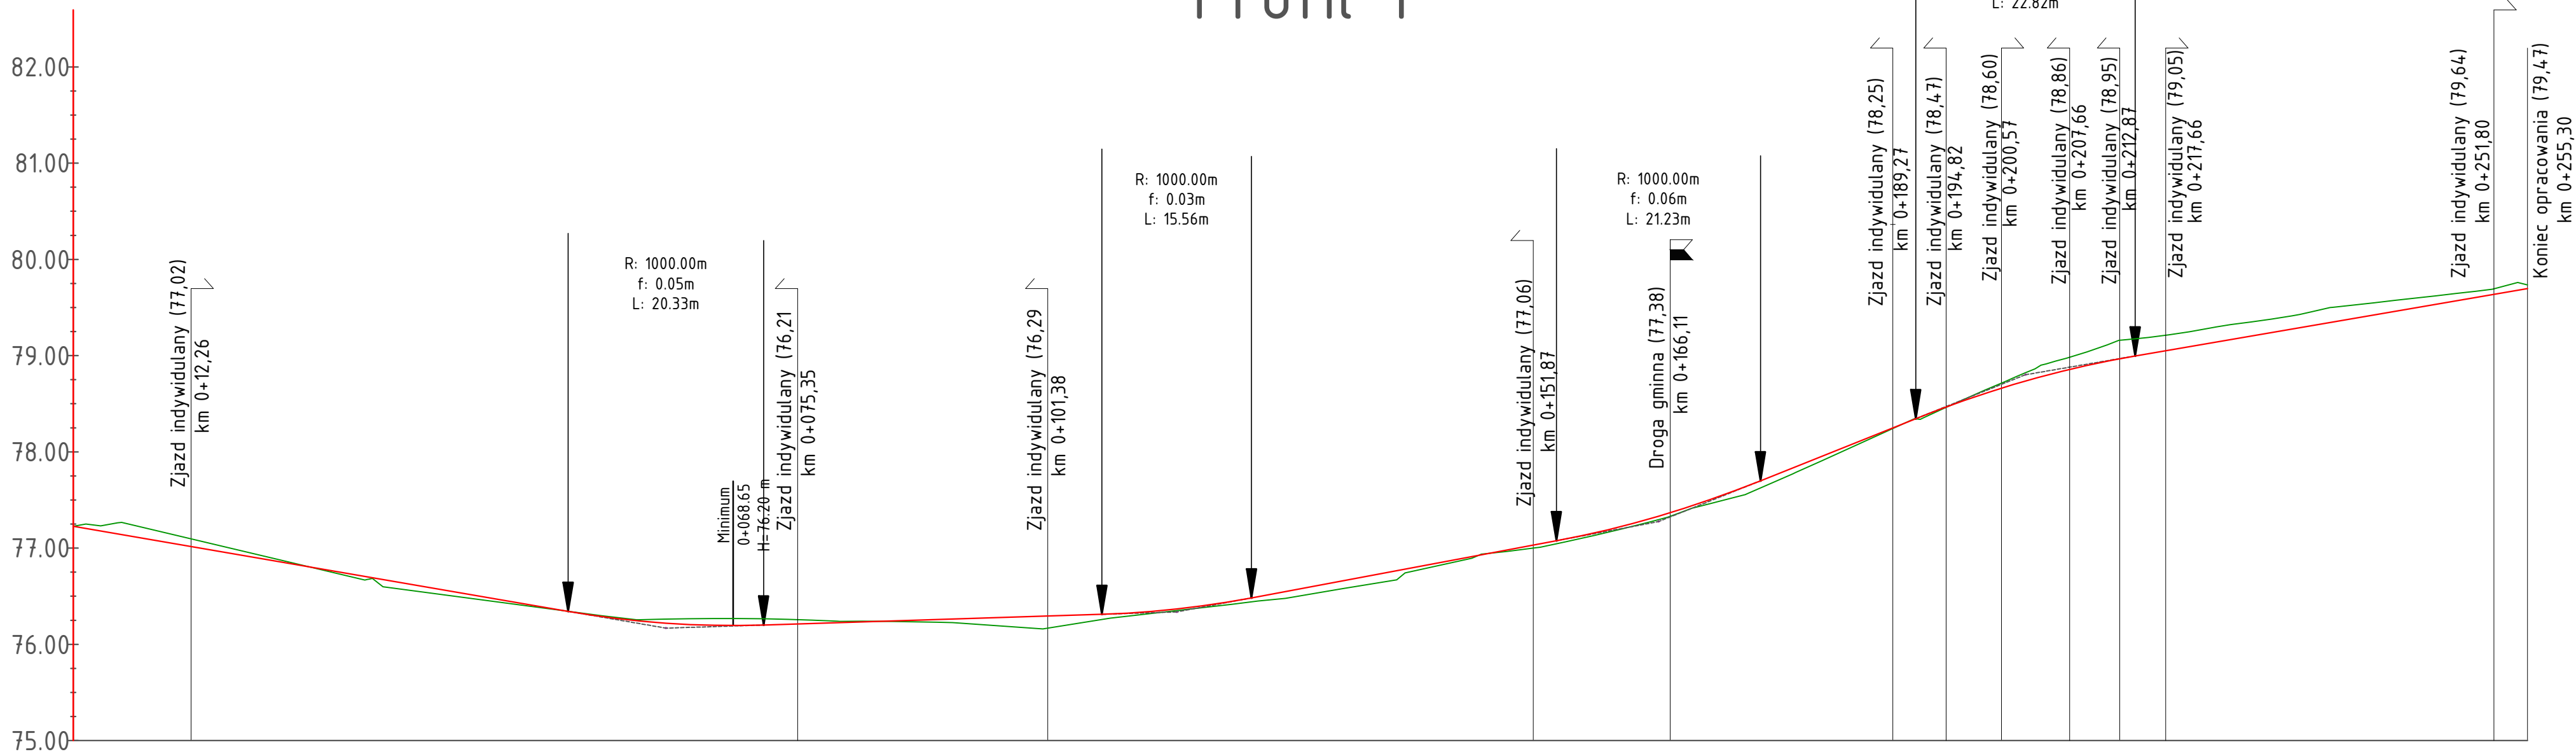 Profil 1
L: 22.82m
82.00
81.00
80.00
79.00
78.00
77.00
76.00
75.00
Zjazd indywidulany (77,02)
km 0+12,26
R: 1000.00m
f: 0.05m
L: 20.33m
Minimum
0+068.65
H=76.20 m
Zjazd indywidulany (76,21)
km 0+075,35
Zjazd indywidulany (76,29
km 0+101,38
R: 1000.00m
f: 0.03m
L: 15.56m
Zjazd indywidulany (77,06)
km 0+151,87
R: 1000.00m
f: 0.06m
L: 21.23m
Droga gminna (77,38)
km 0+166,11
Zjazd indywidulany (78,25)
km 0+189,27
Zjazd indywidulany (78,47)
km 0+194,82
Zjazd indywidulany (78,60)
km 0+200,57
Zjazd indywidulany (78,86)
km 0+207,66
Zjazd indywidulany (78,95)
km 0+212,87
Zjazd indywidulany (79,05)
km 0+217,66
Zjazd indywidulany (79,64)
km 0+251,80
Koniec opracowania (79,47)
km 0+255,30